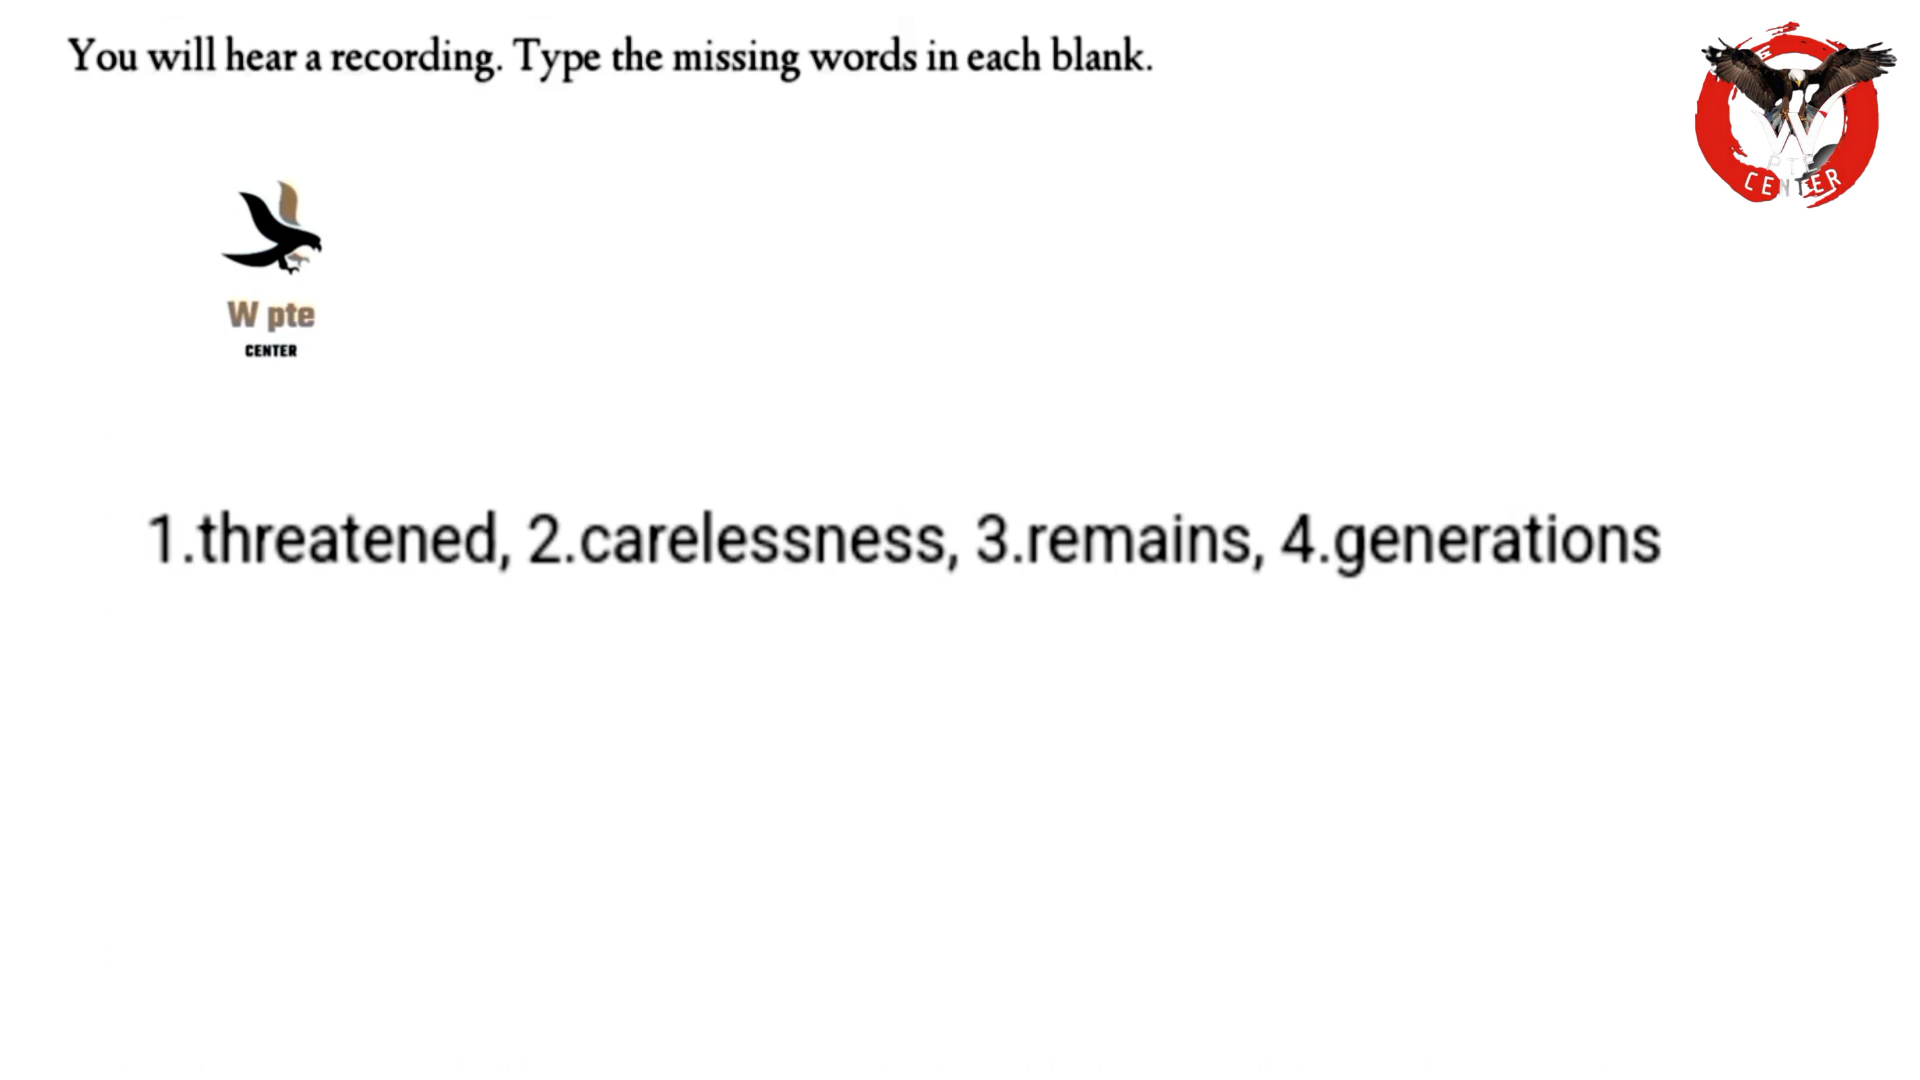 You will hear a recording. Type the missing words in each blank.
W
PTE
CENTER
W pte
CENTER
1.threatened, 2.carelessness, 3.remains, 4.generations